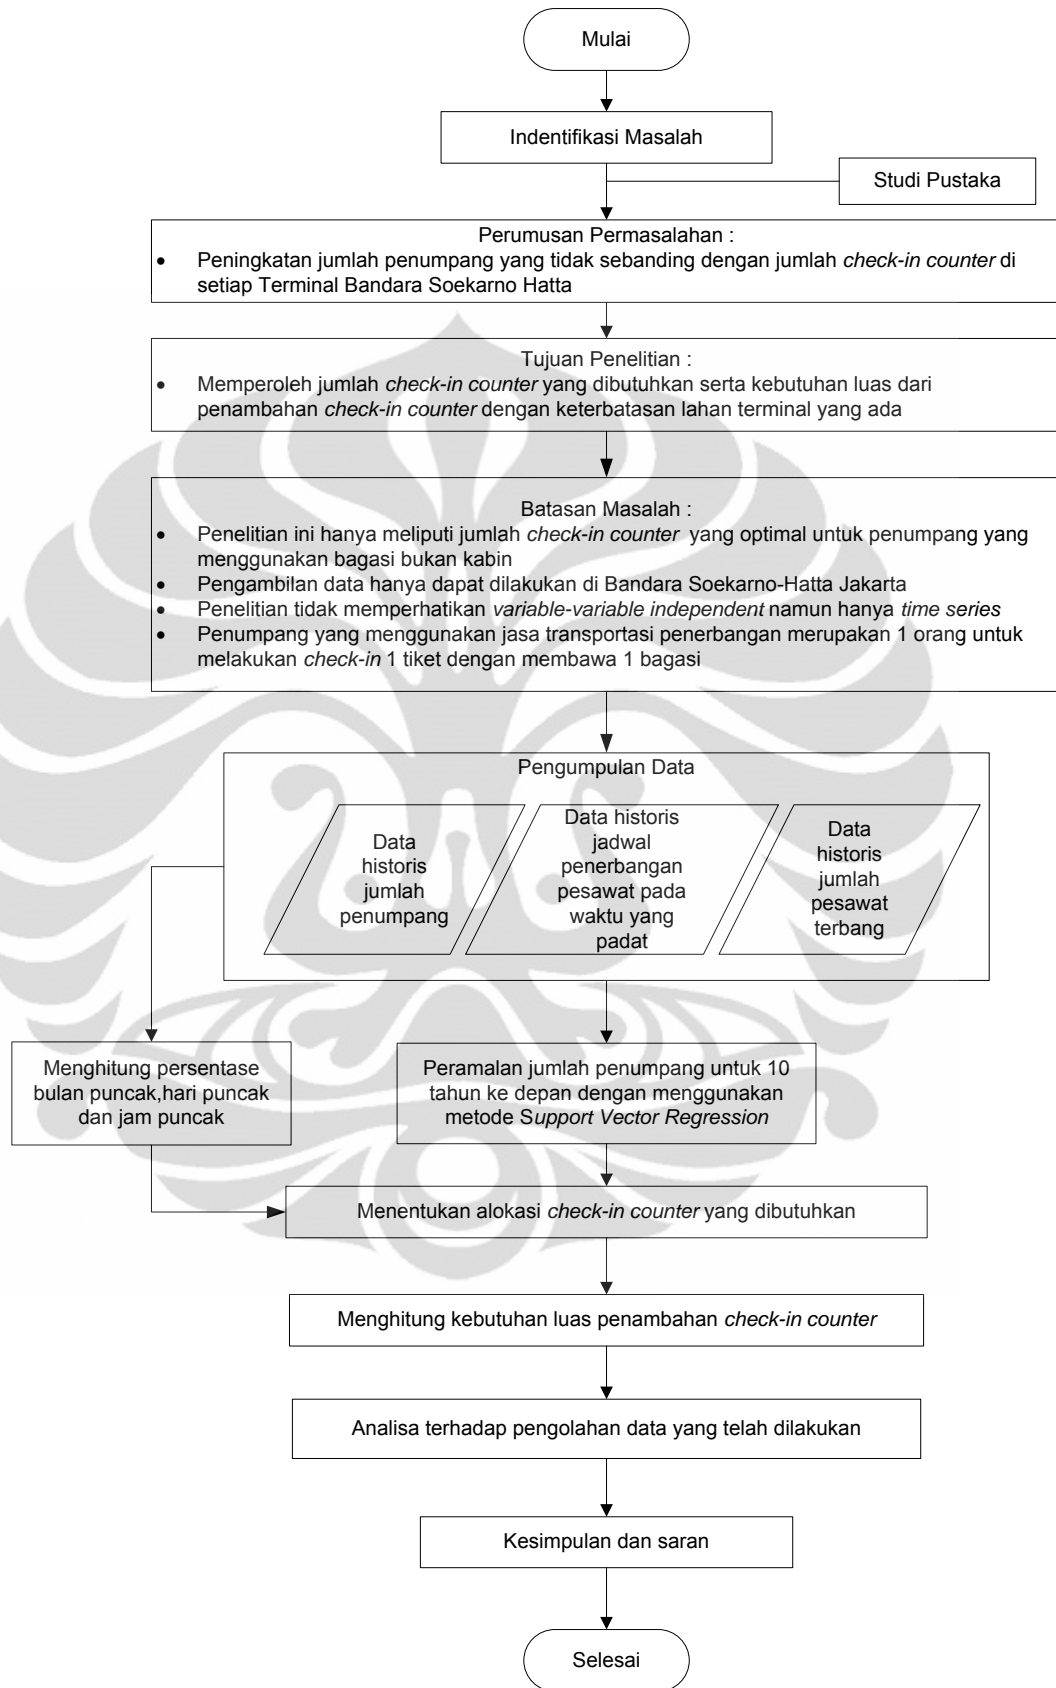 Mulai
Indentifikasi Masalah
Studi Pustaka
Perumusan Permasalahan :
• Peningkatan jumlah penumpang yang tidak sebanding dengan jumlah check-in counter di
setiap Terminal Bandara Soekarno Hatta
Tujuan Penelitian :
• Memperoleh jumlah check-in counter yang dibutuhkan serta kebutuhan luas dari
penambahan check-in counter dengan keterbatasan lahan terminal yang ada
Batasan Masalah :
• Penelitian ini hanya meliputi jumlah check-in counter yang optimal untuk penumpang yang
menggunakan bagasi bukan kabin
• Pengambilan data hanya dapat dilakukan di Bandara Soekarno-Hatta Jakarta
• Penelitian tidak memperhatikan variable-variable independent namun hanya time series
• Penumpang yang menggunakan jasa transportasi penerbangan merupakan 1 orang untuk
melakukan check-in 1 tiket dengan membawa 1 bagasi
Pengumpulan Data
Data
historis
jumlah
penumpang
Data historis
jadwal
penerbangan
pesawat pada
waktu yang
padat
Data
historis
jumlah
pesawat
terbang
Menghitung persentase
bulan puncak,hari puncak
dan jam puncak
Peramalan jumlah penumpang untuk 10
tahun ke depan dengan menggunakan
metode Support Vector Regression
Menentukan alokasi check-in counter yang dibutuhkan
Menghitung kebutuhan luas penambahan check-in counter
Analisa terhadap pengolahan data yang telah dilakukan
Kesimpulan dan saran
Selesai